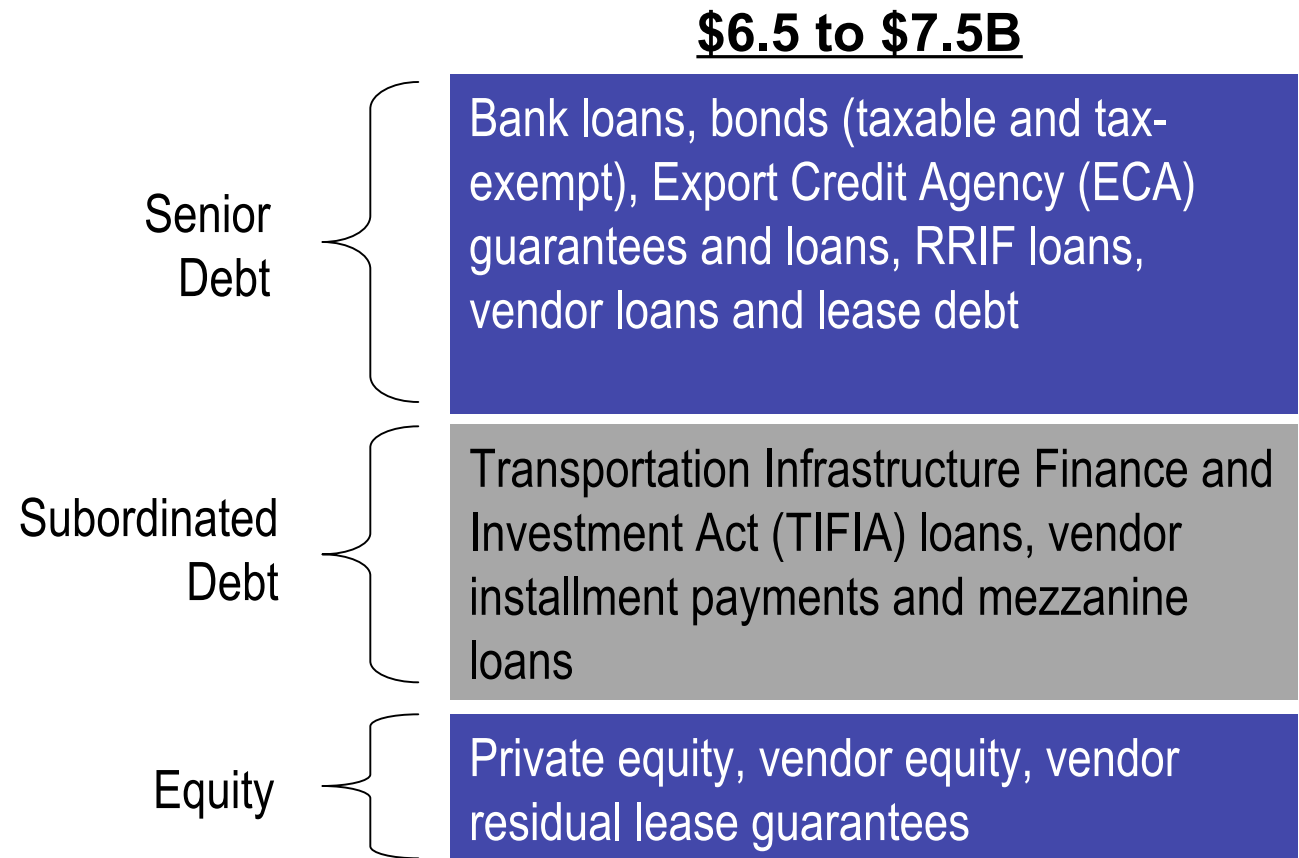 $6.5 to $7.5B
Senior
Debt
Bank loans, bonds (taxable and tax-
exempt), Export Credit Agency (ECA)
guarantees and loans, RRIF loans,
vendor loans and lease debt
Subordinated
Debt
Transportation Infrastructure Finance and
Investment Act (TIFIA) loans, vendor
installment payments and mezzanine
loans
Equity
Private equity, vendor equity, vendor
residual lease guarantees